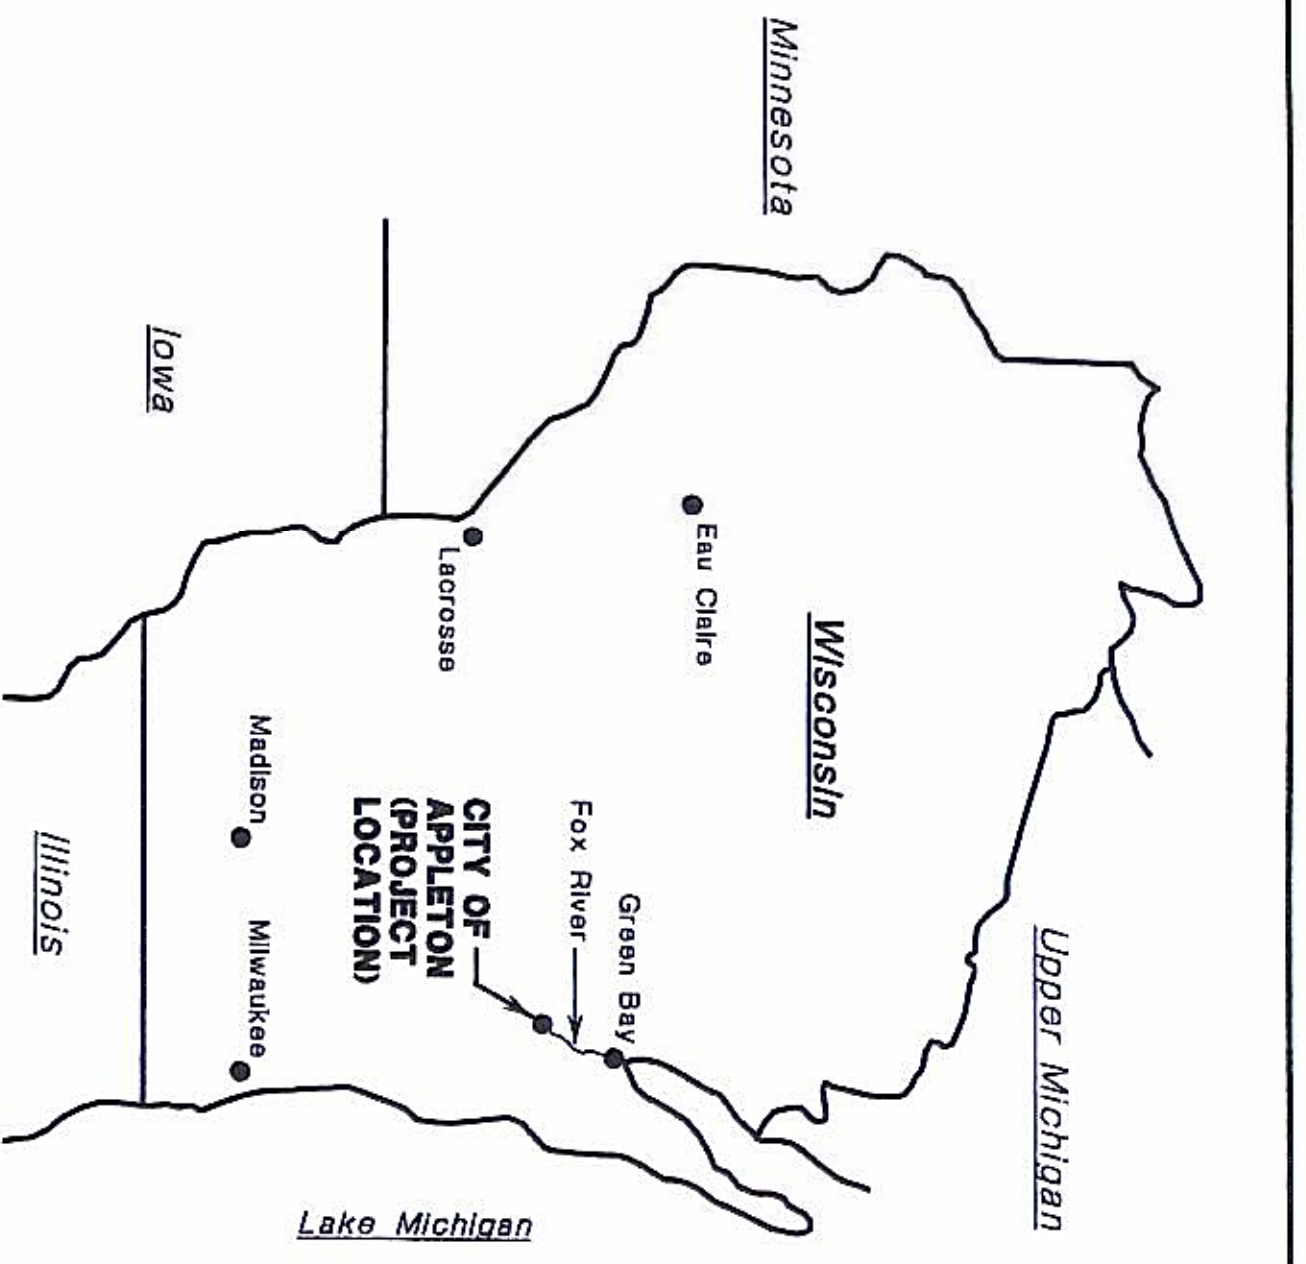 Upper Michigan
Minnesota
Wisconsin
Eau Claire
Green Bay
Fox River
CITY OF
APPLETON
(PROJECT
LOCATION)
Lacrosse
Lake Michigan
Madison
Milwaukee
Iowa
Illinois